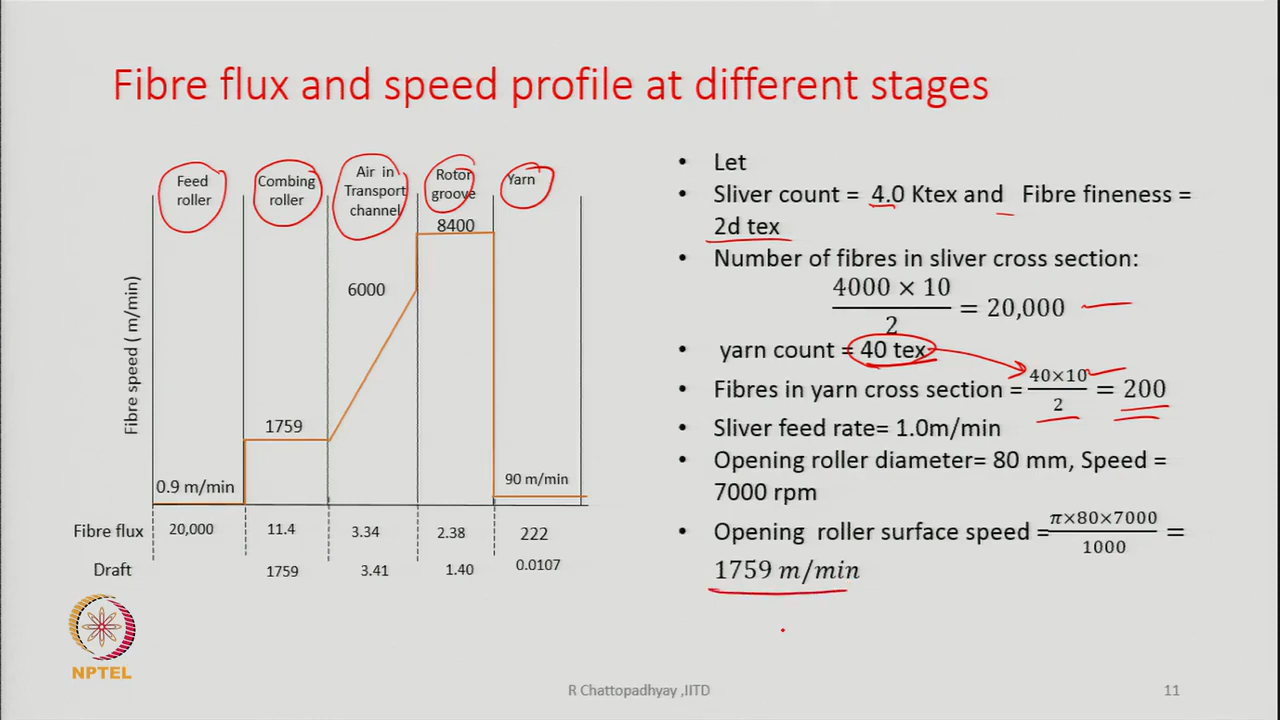 Fibre flux and speed profile at different stages
Feed
roller
Combing
roller
Air in
Transport
channel
Rotor
groove
Yarn
Fibre speed ( m/min)
0.9 m/min
1759
6000
8400
90 m/min
Fibre flux 20,000 11.4 3.34 2.38 222
Draft 1759 3.41 1.40 0.0107
• Let
• Sliver count = 4.0 Ktex and Fibre fineness =
2d tex
• Number of fibres in sliver cross section:
4000 × 10
2
= 20,000
• yarn count = 40 tex
• Fibres in yarn cross section = 40×10 / 2 = 200
• Sliver feed rate= 1.0m/min
• Opening roller diameter= 80 mm, Speed =
7000 rpm
• Opening roller surface speed = π×80×7000 / 1000 =
1759 m/min
NPTEL
R Chattopadhyay ,IITD
11